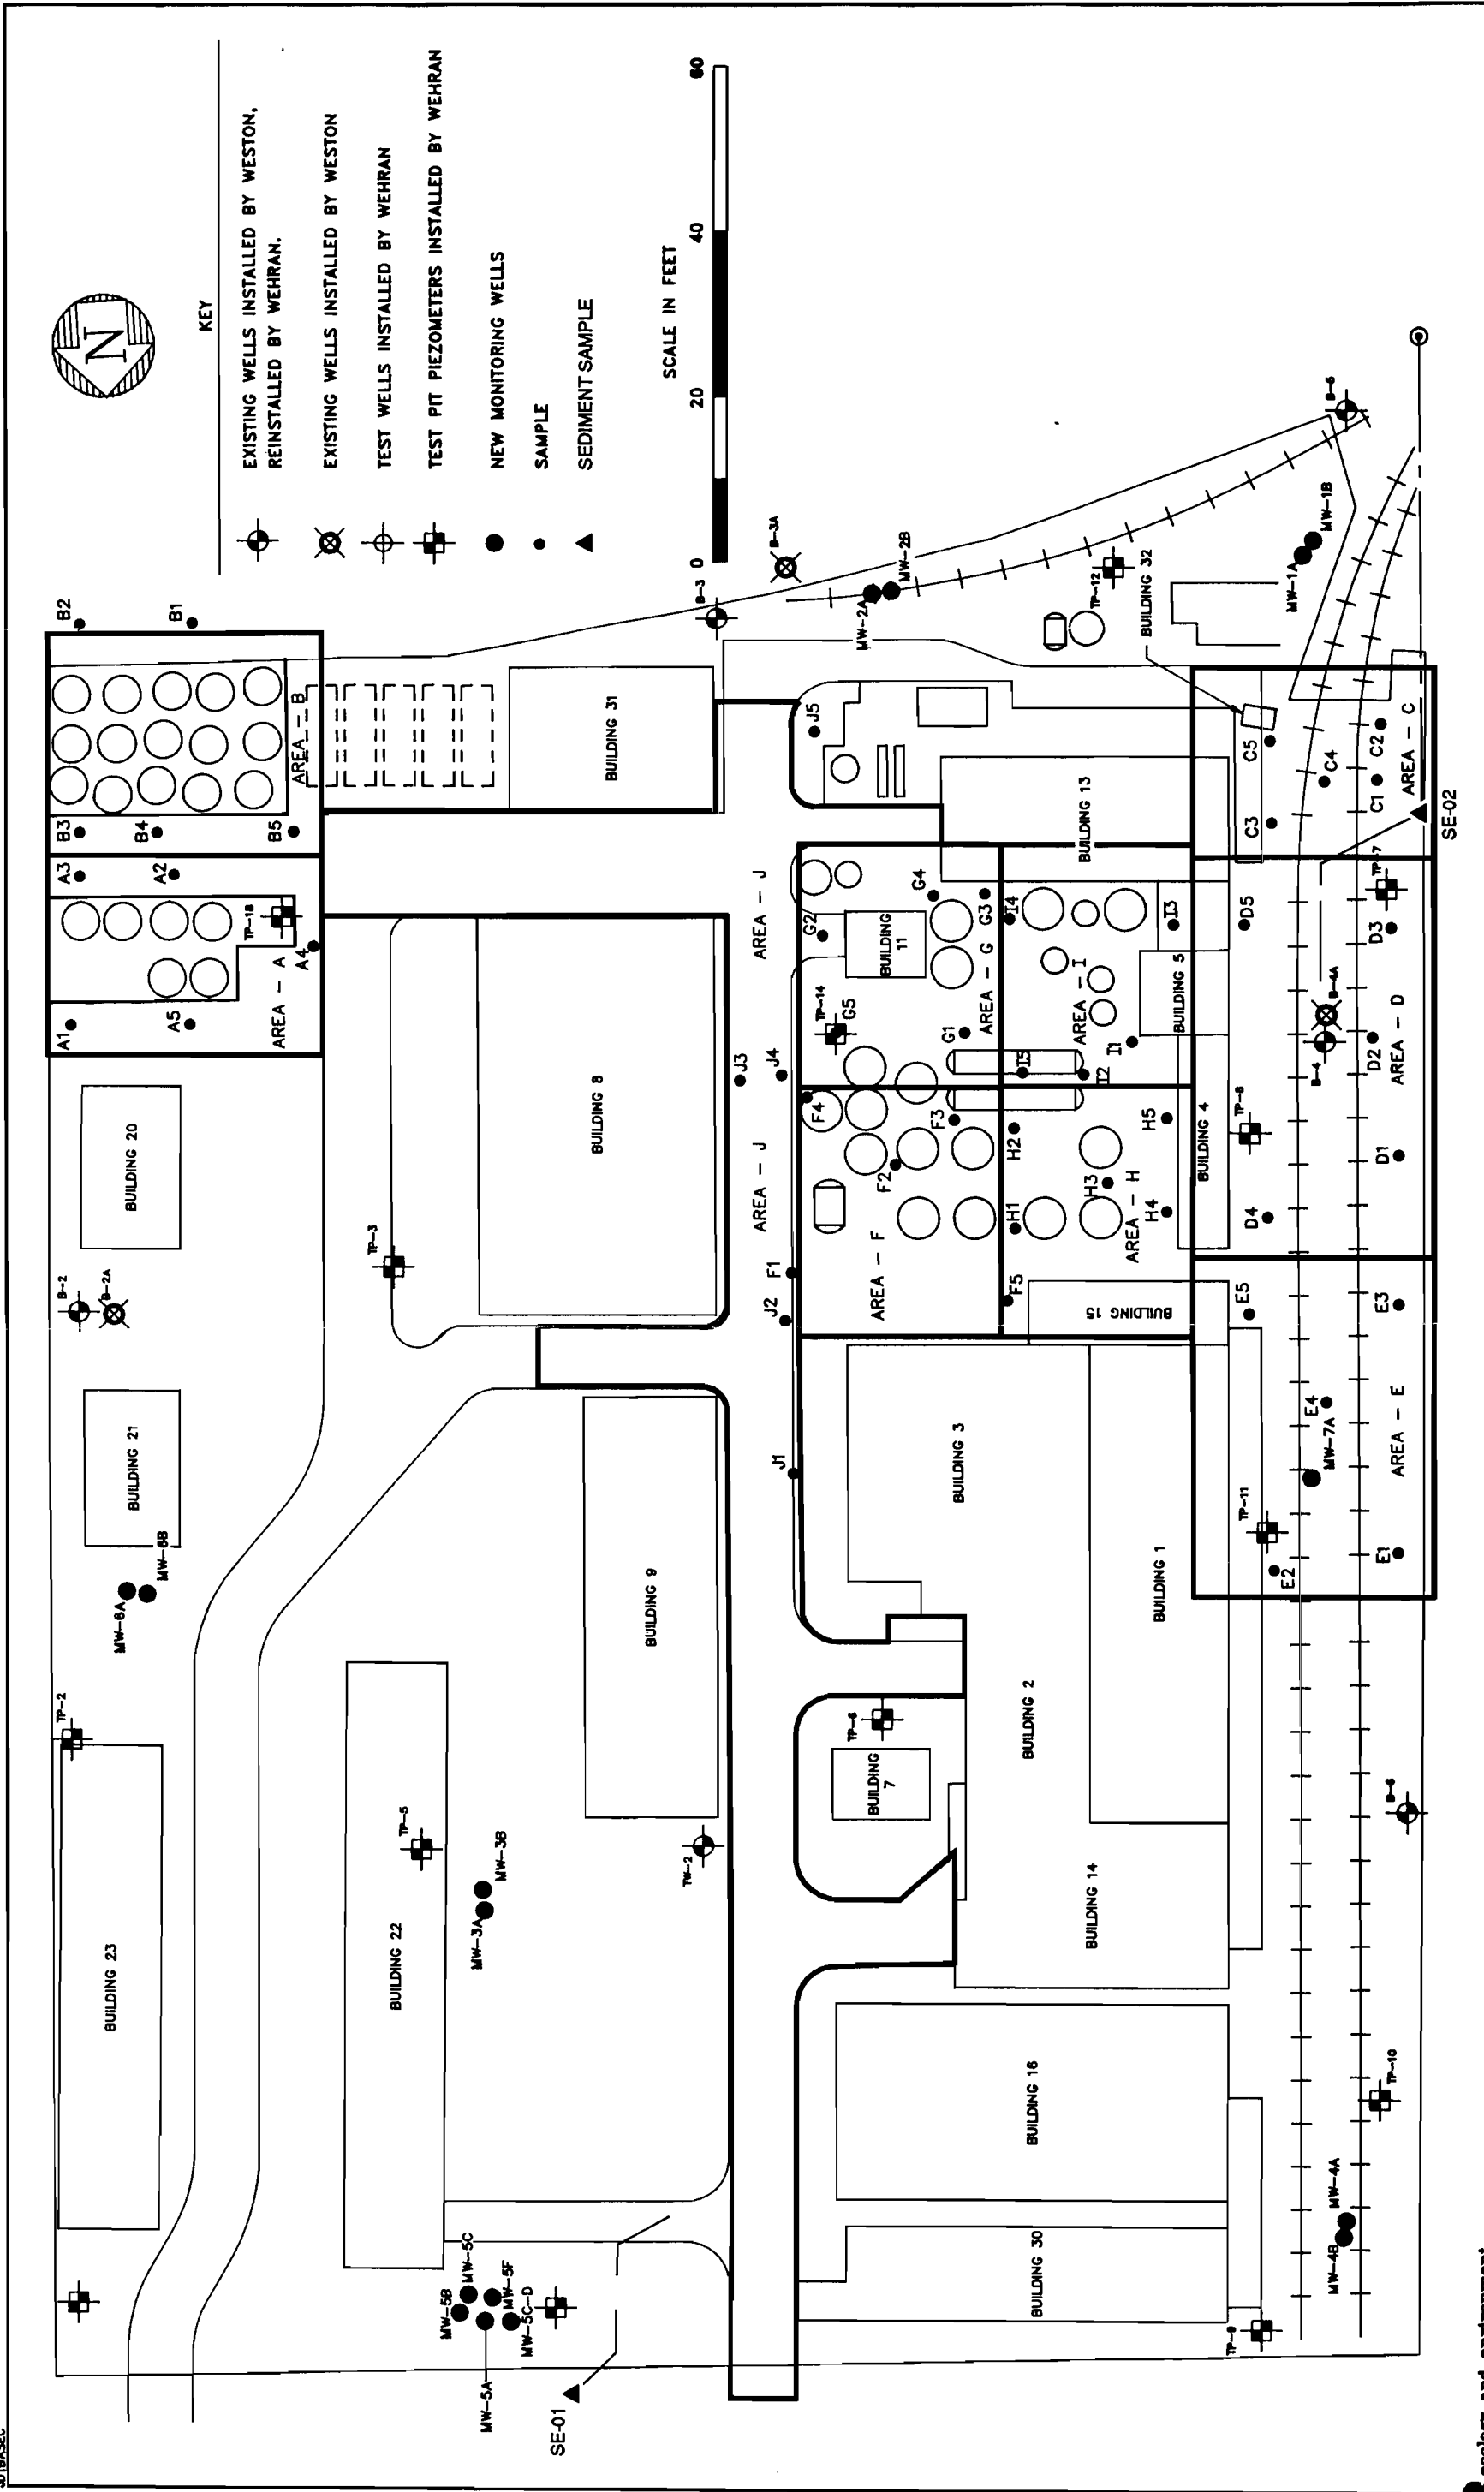 N
KEY
EXISTING WELLS INSTALLED BY WESTON,
REINSTALLED BY WEHRAN.
EXISTING WELLS INSTALLED BY WESTON
TEST WELLS INSTALLED BY WEHRAN
TEST PIT PIEZOMETERS INSTALLED BY WEHRAN
NEW MONITORING WELLS
SAMPLE
SEDIMENT SAMPLE
SCALE IN FEET
0 20 40 60
BUILDING 23
TP-2
MW-6A
MW-6B
BUILDING 21
B-2
B-2A
BUILDING 20
A1
A5
AREA - A
A4
TP-18
A3
A2
B3
B4
B5
AREA - B
B2
B1
BUILDING 22
TP-5
MW-3A
MW-3B
MW-5B
MW-5C
MW-5F
MW-5C-D
MW-5A
SE-01
TW-2
BUILDING 9
TP-3
BUILDING 8
BUILDING 31
B-3
B-3A
MW-2A
MW-2B
J1
J2
F1
AREA - J
J3
J4
AREA - J
J5
BUILDING
7
TP-6
BUILDING 3
AREA - F
F2
F3
F4
F5
TP-14
G5
G2
BUILDING
11
G4
G3
G1
AREA - G
BUILDING 2
BUILDING 14
BUILDING 1
BUILDING 15
H1
H2
H3
AREA - H
H4
H5
I5
I2
I1
AREA - I
I4
I3
BUILDING 5
BUILDING 13
BUILDING 4
TP-12
BUILDING 32
BUILDING 16
BUILDING 30
TP-9
MW-4B
MW-4A
TP-10
B-6
TP-11
E2
E1
MW-7A
E4
AREA - E
E5
E3
D4
TP-8
D1
B-4
B-4A
D2
AREA - D
D5
D3
TP-7
C3
C5
C4
C1
C2
AREA - C
SE-02
MW-1A
MW-1B
ecology and environment